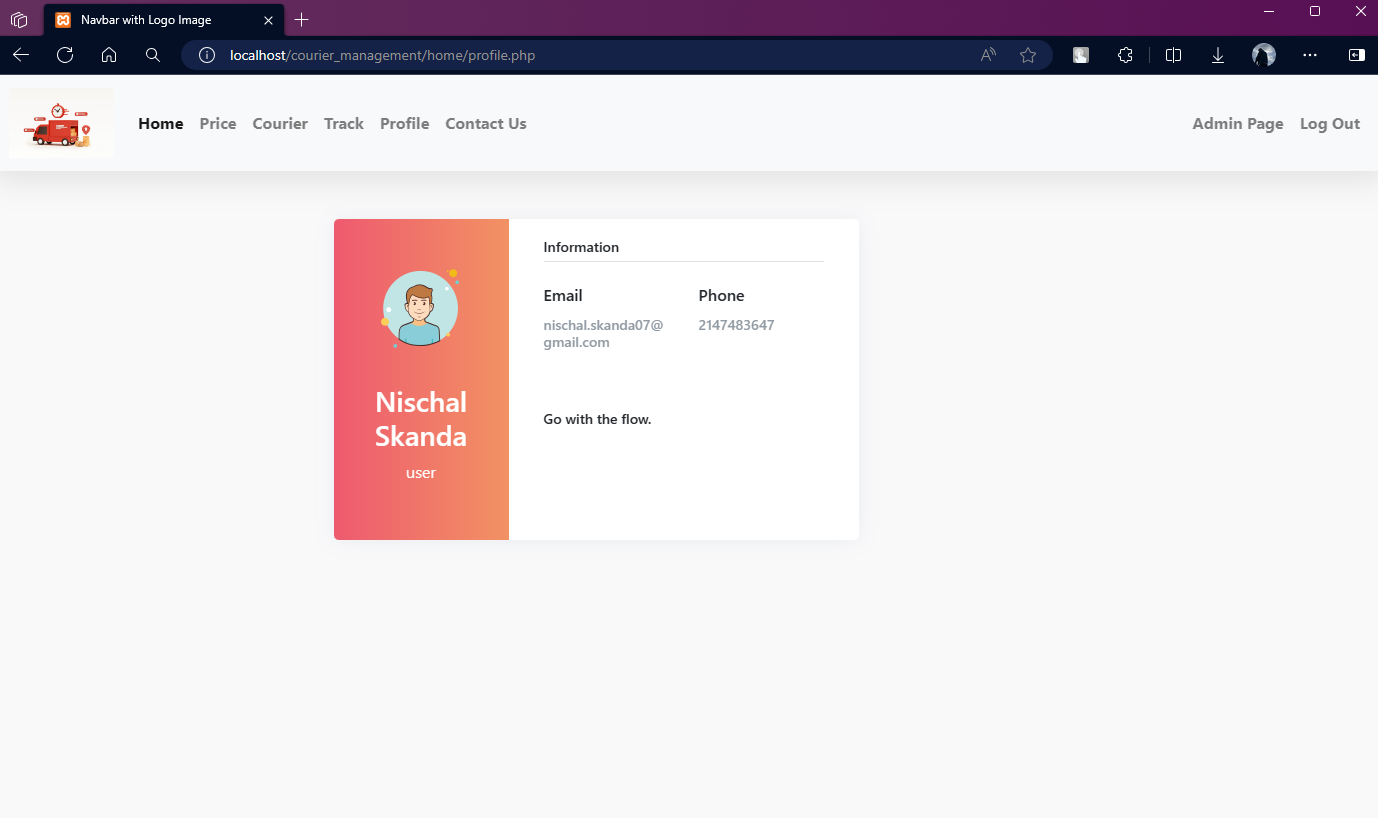 Navbar with Logo Image
localhost/courier_management/home/profile.php
Home Price Courier Track Profile Contact Us Admin Page Log Out
Information
Email Phone
nischal.skanda07@ 2147483647
gmail.com
Nischal
Skanda
user
Go with the flow.